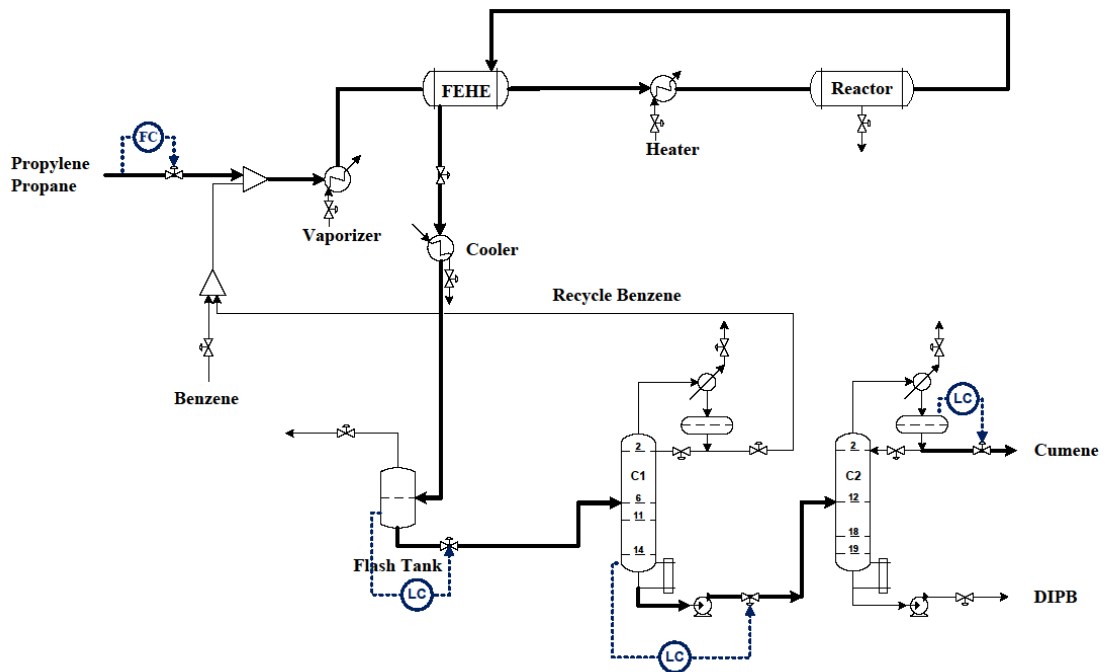 FEHE
Reactor
Heater
FC
Propylene
Propane
Vaporizer
Cooler
Recycle Benzene
Benzene
LC
2
2
Cumene
C1
C2
6
12
11
18
14
19
Flash Tank
LC
DIPB
LC